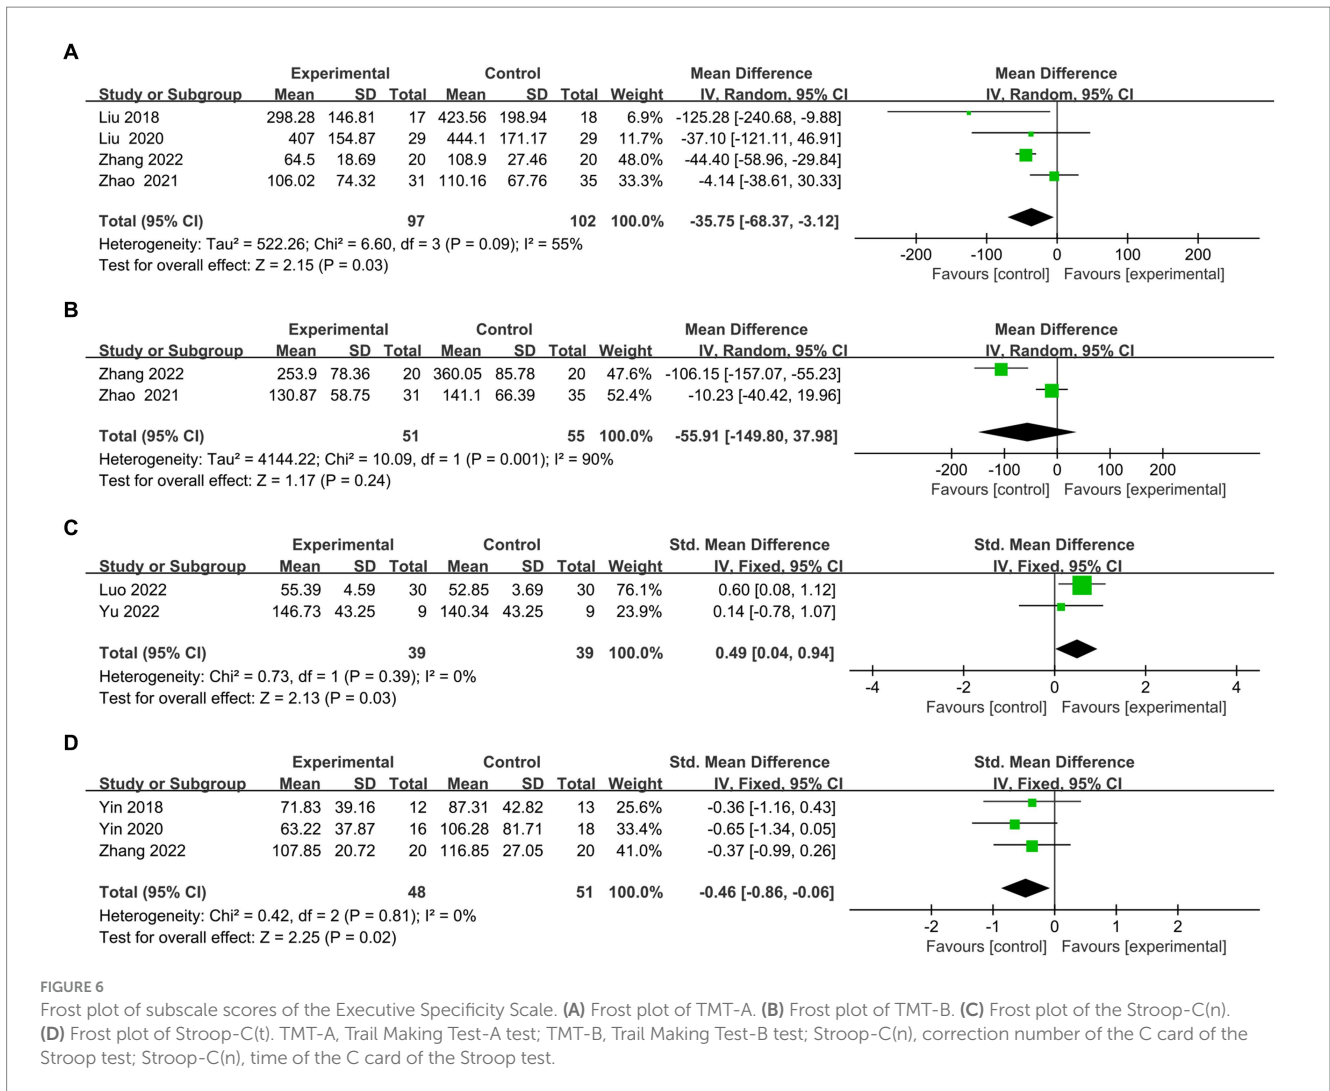 A
Experimental Control Mean Difference Mean Difference
Study or Subgroup Mean SD Total Mean SD Total Weight IV, Random, 95% CI IV, Random, 95% CI
Liu 2018 298.28 146.81 17 423.56 198.94 18 6.9% -125.28 [-240.68, -9.88]
Liu 2020 407 154.87 29 444.1 171.17 29 11.7% -37.10 [-121.11, 46.91]
Zhang 2022 64.5 18.69 20 108.9 27.46 20 48.0% -44.40 [-58.96, -29.84]
Zhao 2021 106.02 74.32 31 110.16 67.76 35 33.3% -4.14 [-38.61, 30.33]
Total (95% CI) 97 102 100.0% -35.75 [-68.37, -3.12]
Heterogeneity: Tau² = 522.26; Chi² = 6.60, df = 3 (P = 0.09); I² = 55%
Test for overall effect: Z = 2.15 (P = 0.03)
-200 -100 0 100 200
Favours [control] Favours [experimental]
B
Experimental Control Mean Difference Mean Difference
Study or Subgroup Mean SD Total Mean SD Total Weight IV, Random, 95% CI IV, Random, 95% CI
Zhang 2022 253.9 78.36 20 360.05 85.78 20 47.6% -106.15 [-157.07, -55.23]
Zhao 2021 130.87 58.75 31 141.1 66.39 35 52.4% -10.23 [-40.42, 19.96]
Total (95% CI) 51 55 100.0% -55.91 [-149.80, 37.98]
Heterogeneity: Tau² = 4144.22; Chi² = 10.09, df = 1 (P = 0.001); I² = 90%
Test for overall effect: Z = 1.17 (P = 0.24)
-200 -100 0 100 200
Favours [control] Favours [experimental]
C
Experimental Control Std. Mean Difference Std. Mean Difference
Study or Subgroup Mean SD Total Mean SD Total Weight IV, Fixed, 95% CI IV, Fixed, 95% CI
Luo 2022 55.39 4.59 30 52.85 3.69 30 76.1% 0.60 [0.08, 1.12]
Yu 2022 146.73 43.25 9 140.34 43.25 9 23.9% 0.14 [-0.78, 1.07]
Total (95% CI) 39 39 100.0% 0.49 [0.04, 0.94]
Heterogeneity: Chi² = 0.73, df = 1 (P = 0.39); I² = 0%
Test for overall effect: Z = 2.13 (P = 0.03)
-4 -2 0 2 4
Favours [control] Favours [experimental]
D
Experimental Control Std. Mean Difference Std. Mean Difference
Study or Subgroup Mean SD Total Mean SD Total Weight IV, Fixed, 95% CI IV, Fixed, 95% CI
Yin 2018 71.83 39.16 12 87.31 42.82 13 25.6% -0.36 [-1.16, 0.43]
Yin 2020 63.22 37.87 16 106.28 81.71 18 33.4% -0.65 [-1.34, 0.05]
Zhang 2022 107.85 20.72 20 116.85 27.05 20 41.0% -0.37 [-0.99, 0.26]
Total (95% CI) 48 51 100.0% -0.46 [-0.86, -0.06]
Heterogeneity: Chi² = 0.42, df = 2 (P = 0.81); I² = 0%
Test for overall effect: Z = 2.25 (P = 0.02)
-2 -1 0 1 2
Favours [control] Favours [experimental]
FIGURE 6
Frost plot of subscale scores of the Executive Specificity Scale. (A) Frost plot of TMT-A. (B) Frost plot of TMT-B. (C) Frost plot of the Stroop-C(n).
(D) Frost plot of Stroop-C(t). TMT-A, Trail Making Test-A test; TMT-B, Trail Making Test-B test; Stroop-C(n), correction number of the C card of the
Stroop test; Stroop-C(n), time of the C card of the Stroop test.